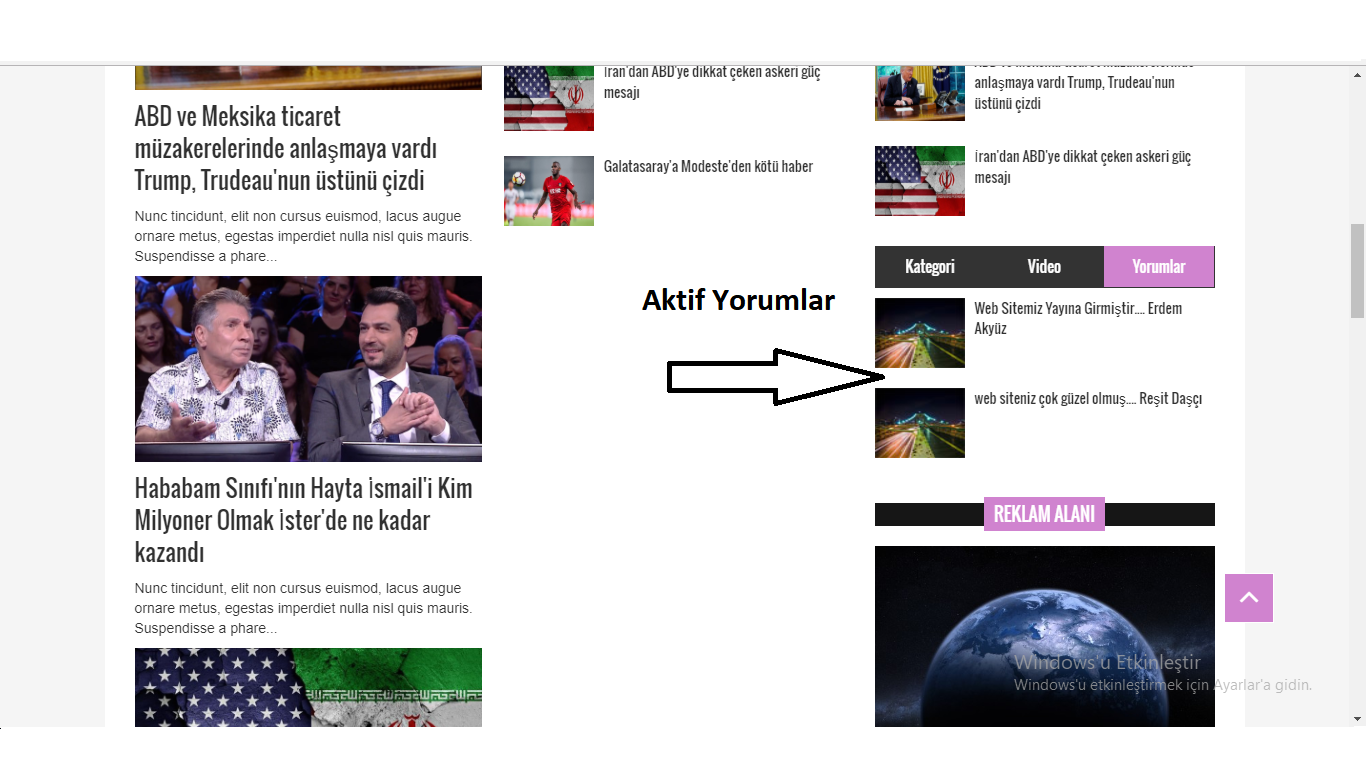 ABD ve Meksika ticaret
müzakerelerinde anlaşmaya vardı
Trump, Trudeau'nun üstünü çizdi
Nunc tincidunt, elit non cursus euismod, lacus augue
ornare metus, egestas imperdiet nulla nisl quis mauris.
Suspendisse a phare...
Hababam Sınıfı'nın Hayta İsmail'i Kim
Milyoner Olmak İster'de ne kadar
kazandı
Nunc tincidunt, elit non cursus euismod, lacus augue
ornare metus, egestas imperdiet nulla nisl quis mauris.
Suspendisse a phare...
İran'dan ABD'ye dikkat çeken askeri güç
mesajı
Galatasaray'a Modeste'den kötü haber
Aktif Yorumlar
ABD ve Meksika ticaret müzakerelerinde
anlaşmaya vardı Trump, Trudeau'nun
üstünü çizdi
İran'dan ABD'ye dikkat çeken askeri güç
mesajı
Kategori Video Yorumlar
Web Sitemiz Yayına Girmiştir.... Erdem
Akyüz
web siteniz çok güzel olmuş.... Reşit Daşçı
REKLAM ALANI
Windows'u Etkinleştir
Windows'u etkinleştirmek için Ayarlar'a gidin.